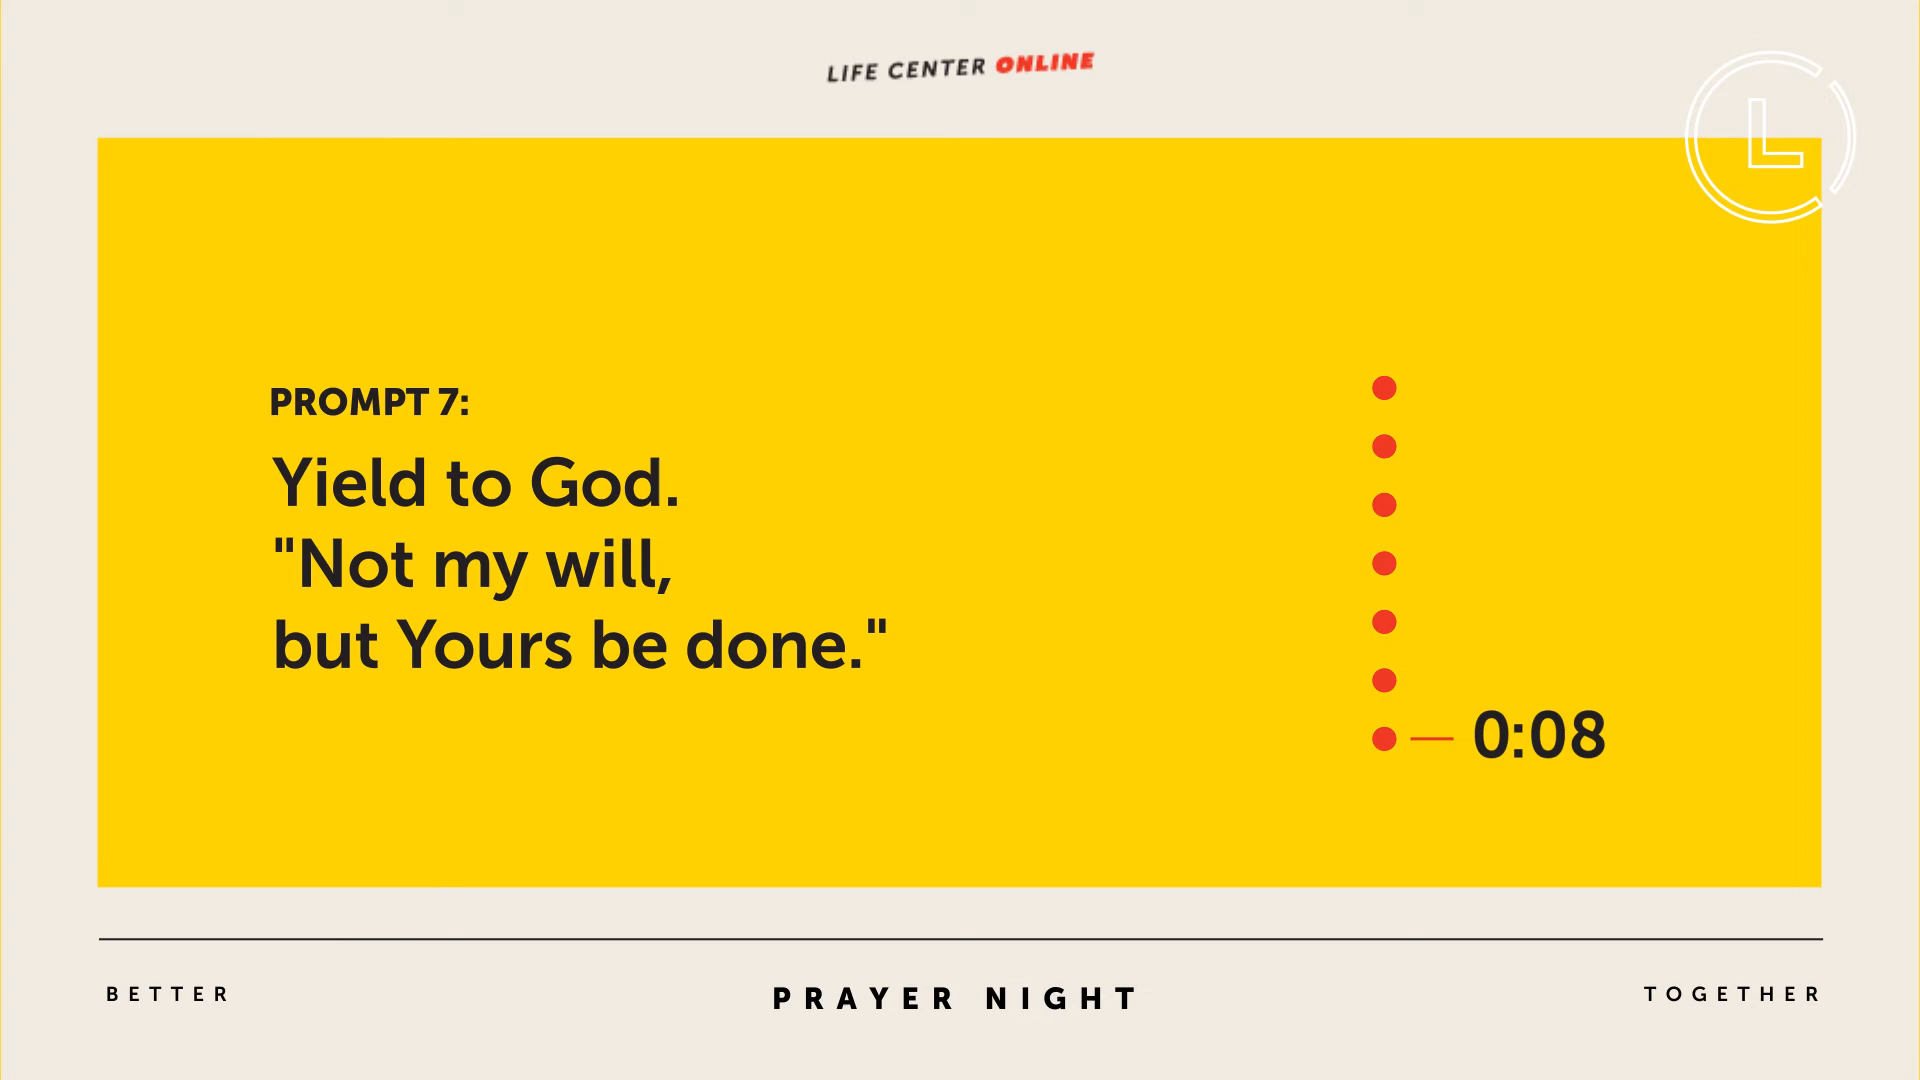 LIFE CENTER ONLINE
L
PROMPT 7:
Yield to God.
"Not my will,
but Yours be done."
0:08
BETTER
PRAYER NIGHT
TOGETHER